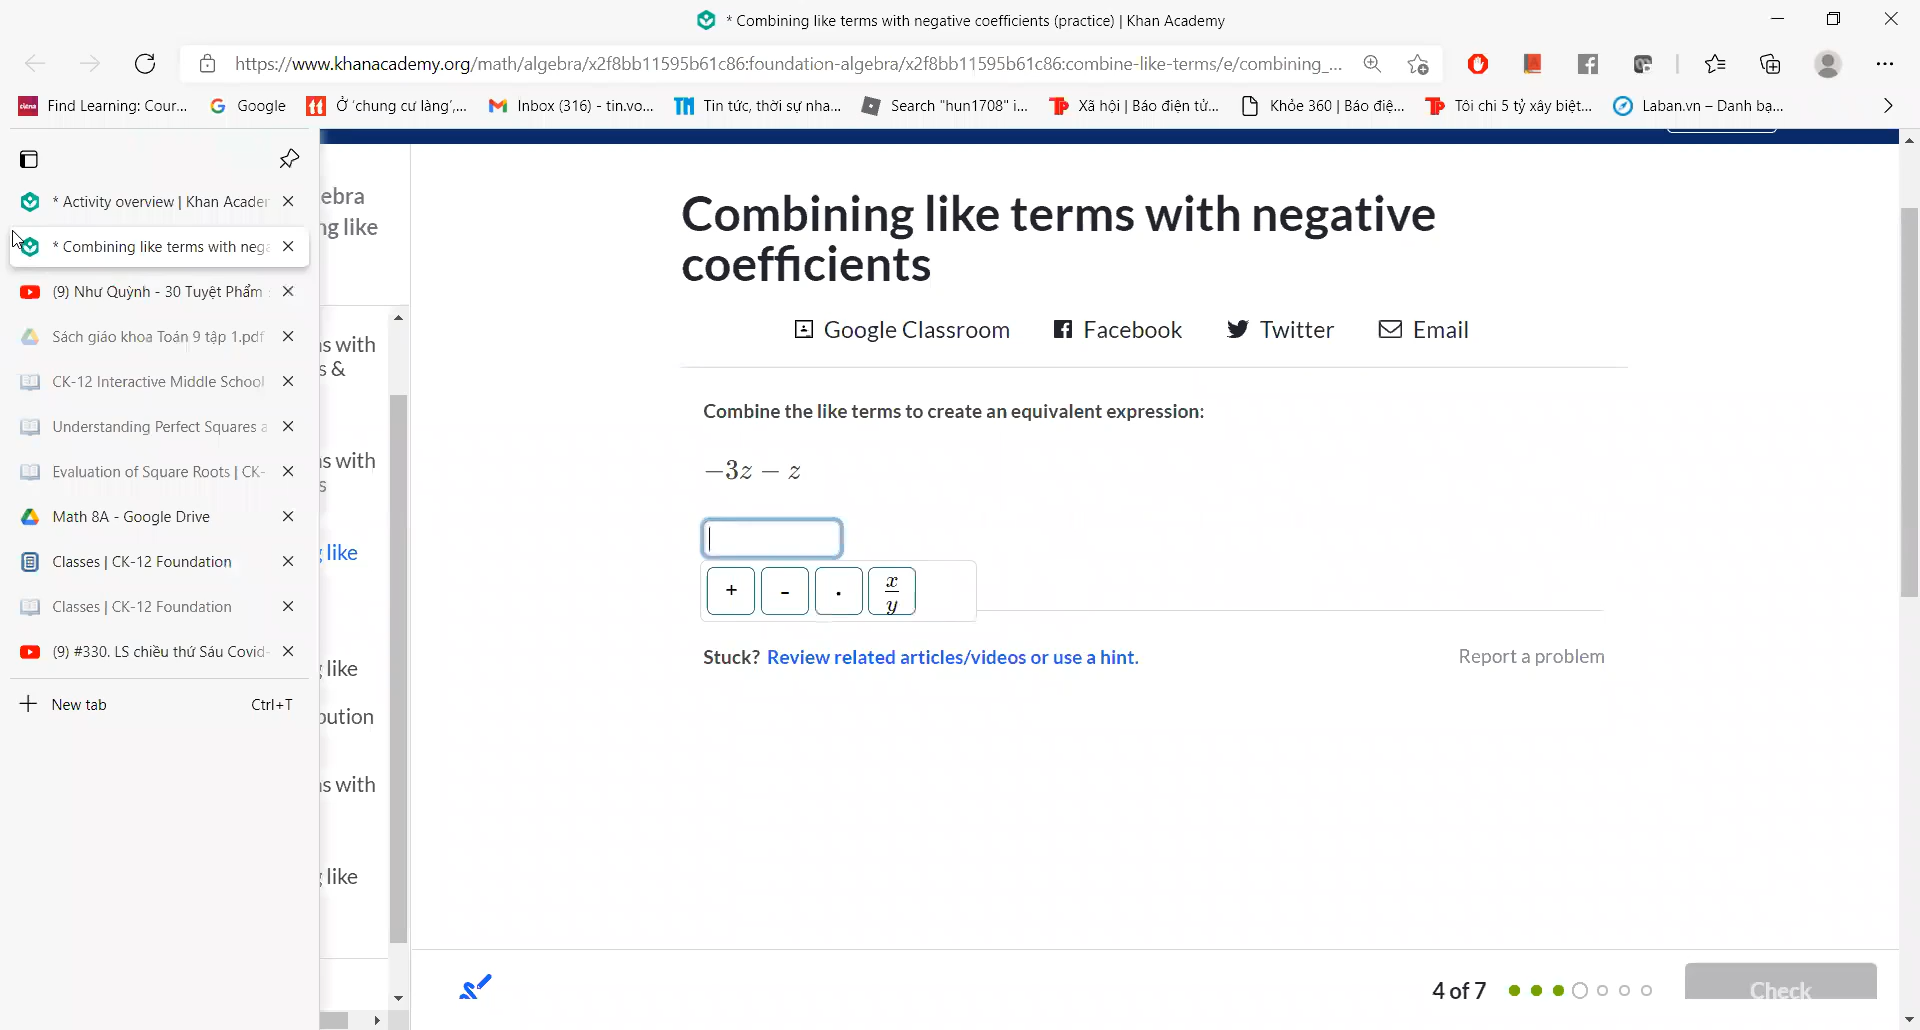 * Combining like terms with negative coefficients (practice) | Khan Academy
https://www.khanacademy.org/math/algebra/x2f8bb11595b61c86:foundation-algebra/x2f8bb11595b61c86:combine-like-terms/e/combining_...
Find Learning: Cour...
Google
Ở 'chung cư làng',...
Inbox (316) - tin.vo...
Tin tức, thời sự nha...
Search "hun1708" i...
Xã hội | Báo điện tử...
Khỏe 360 | Báo điệ...
Tôi chi 5 tỷ xây biệt...
Laban.vn – Danh bạ...
* Activity overview | Khan Acader
* Combining like terms with nega
(9) Như Quỳnh - 30 Tuyệt Phẩm
Sách giáo khoa Toán 9 tập 1.pdf
CK-12 Interactive Middle School
Understanding Perfect Squares a
Evaluation of Square Roots | CK-
Math 8A - Google Drive
Classes | CK-12 Foundation
Classes | CK-12 Foundation
(9) #330. LS chiều thứ Sáu Covid-
New tab
Ctrl+T
ebra
ng like
is with
s &
is with
s
like
like
bution
is with
like
Combining like terms with negative
coefficients
Google Classroom
Facebook
Twitter
Email
Combine the like terms to create an equivalent expression:
−3z − z
+ - · x/y
Stuck? Review related articles/videos or use a hint.
Report a problem
4 of 7
Check